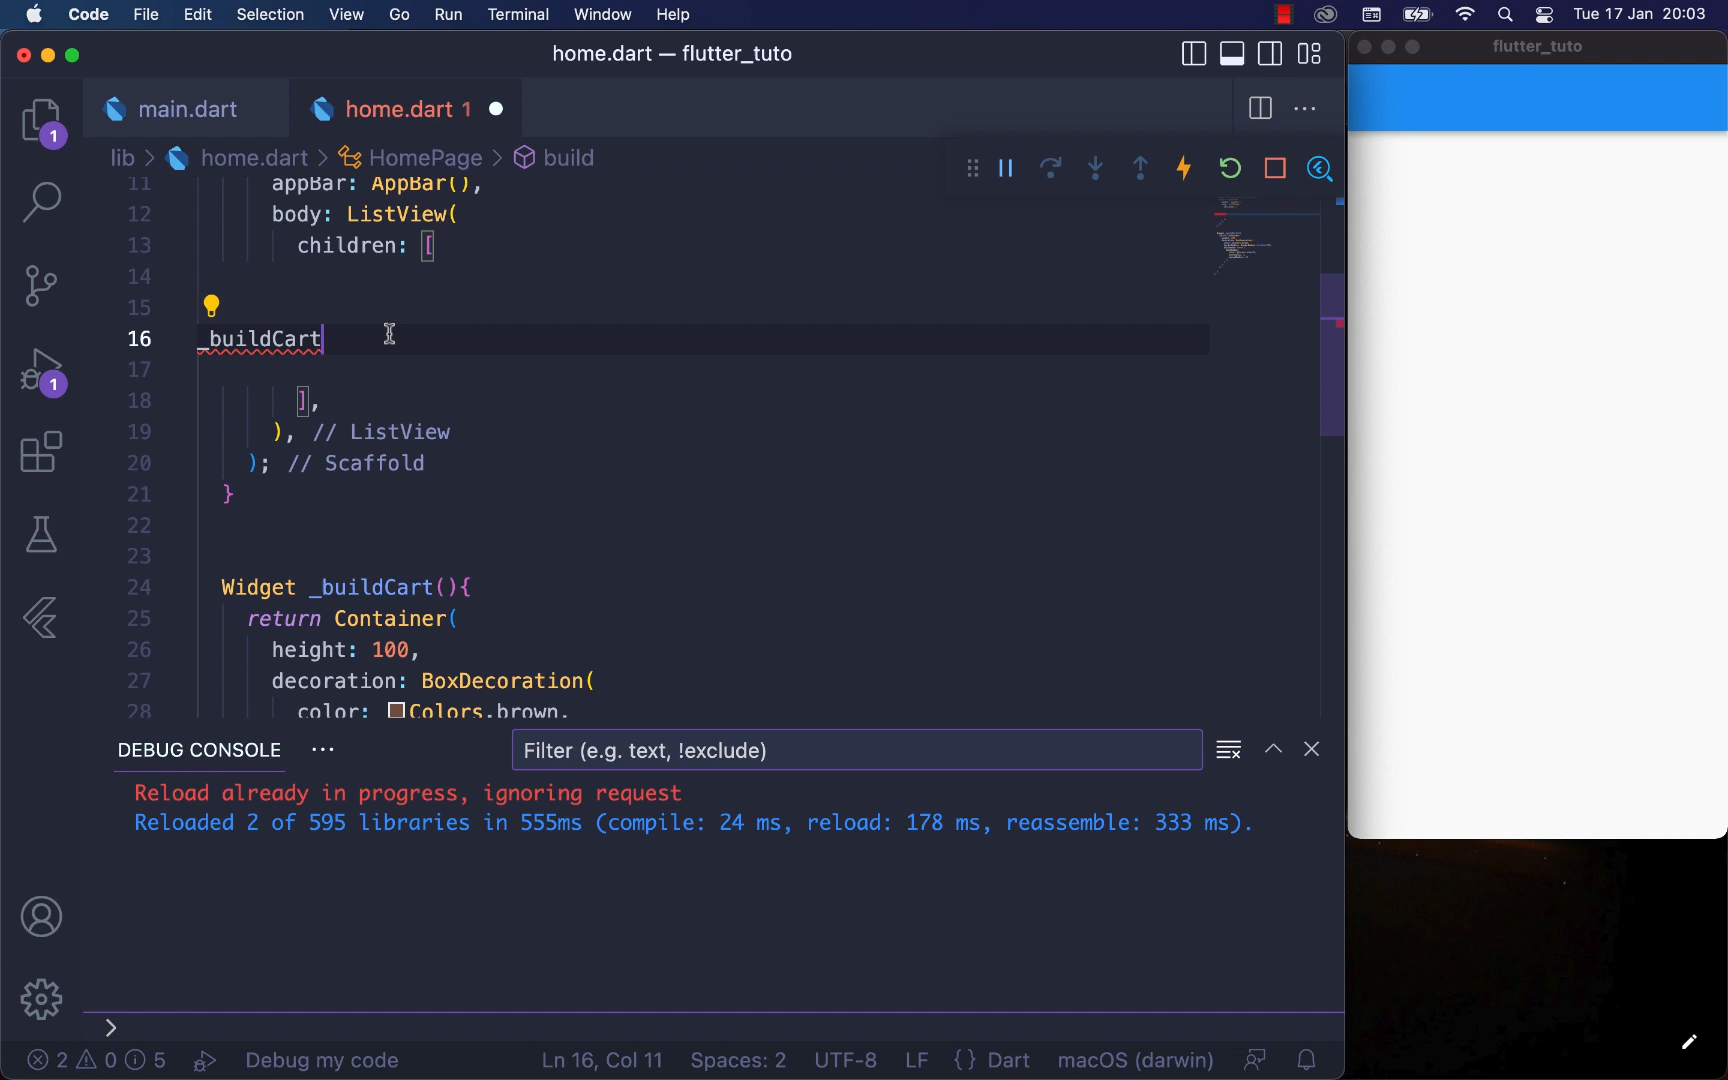 Code File Edit Selection View Go Run Terminal Window Help Tue 17 Jan 20:03
home.dart — flutter_tuto
flutter_tuto
main.dart
home.dart 1
lib > home.dart > HomePage > build
11 appBar: AppBar(),
12 body: ListView(
13 children: [
14
15
16 _buildCart
17
18 ],
19 ), // ListView
20 ); // Scaffold
21 }
22
23
24 Widget _buildCart(){
25 return Container(
26 height: 100,
27 decoration: BoxDecoration(
28 color: Colors.brown,
1
1
DEBUG CONSOLE
Filter (e.g. text, !exclude)
Reload already in progress, ignoring request
Reloaded 2 of 595 libraries in 555ms (compile: 24 ms, reload: 178 ms, reassemble: 333 ms).
>
2 0 5 Debug my code Ln 16, Col 11 Spaces: 2 UTF-8 LF {} Dart macOS (darwin)